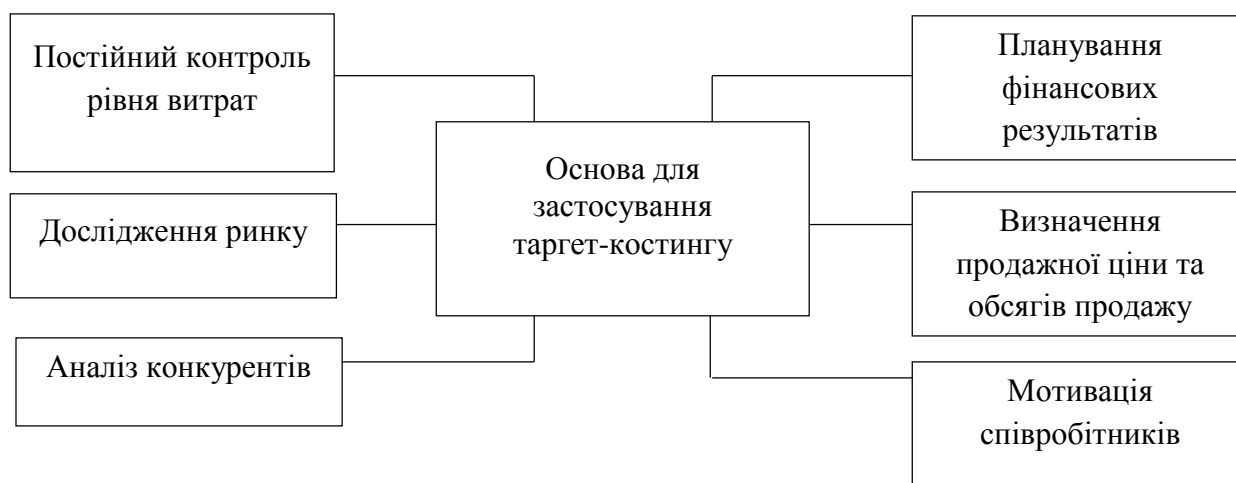 Постійний контроль
рівня витрат
Дослідження ринку
Аналіз конкурентів
Основа для
застосування
таргет-костингу
Планування
фінансових
результатів
Визначення
продажної ціни та
обсягів продажу
Мотивація
співробітників